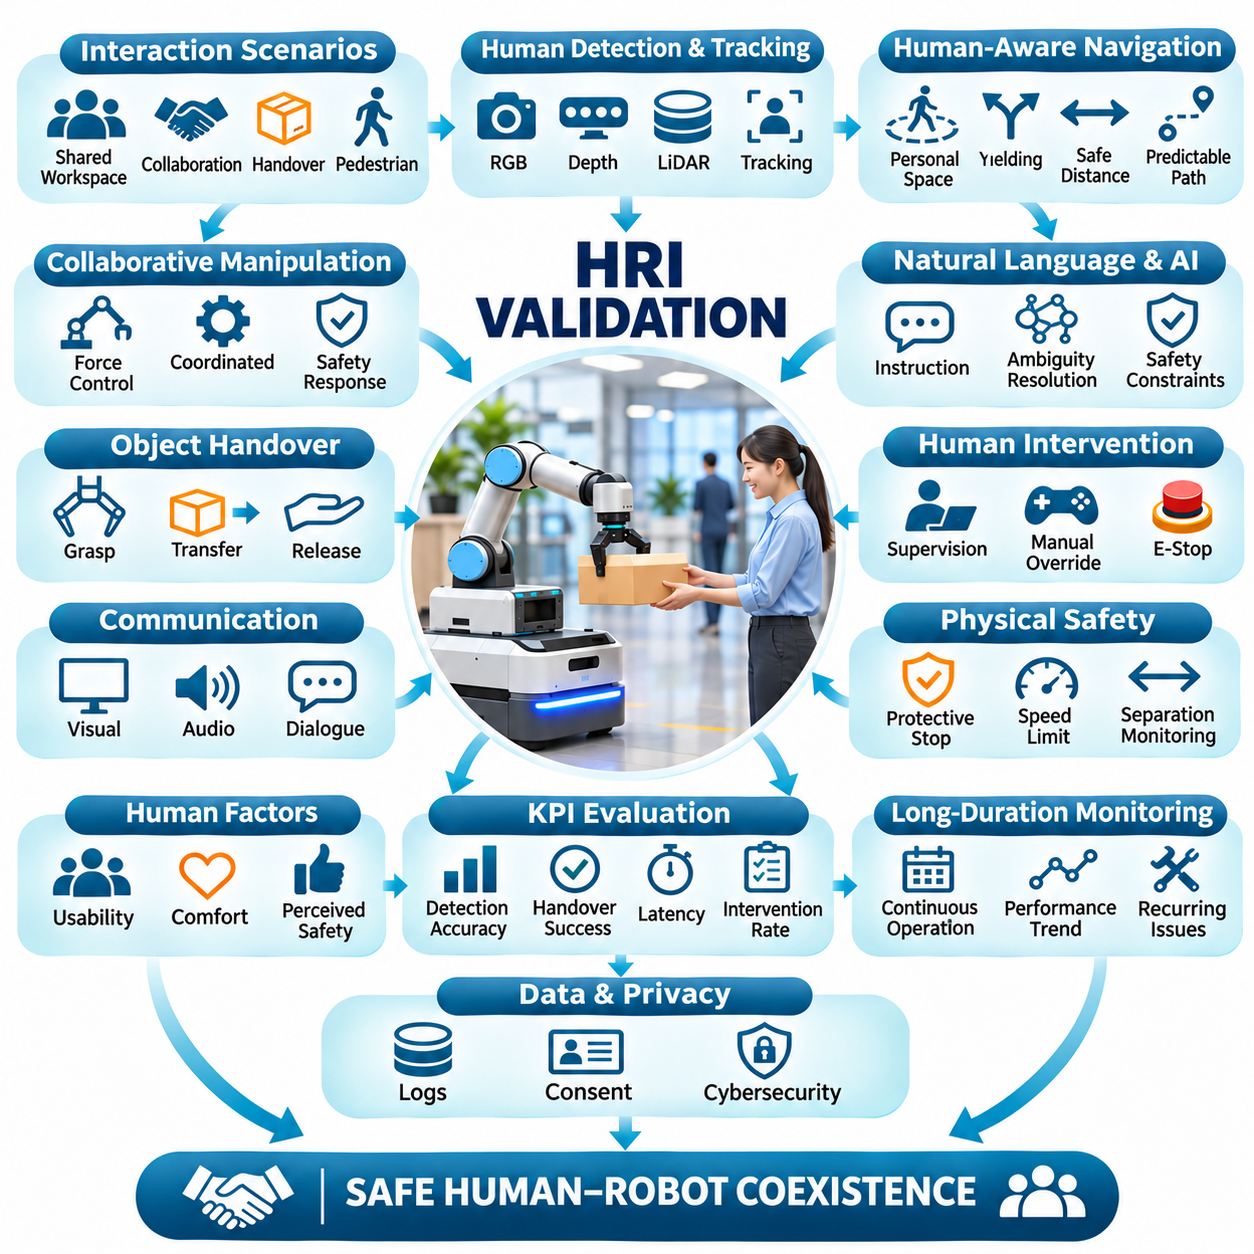 Interaction Scenarios
Shared
Workspace
Collaboration
Handover
Pedestrian
Human Detection & Tracking
RGB
Depth
LiDAR
Tracking
Human-Aware Navigation
Personal
Space
Yielding
Safe
Distance
Predictable
Path
HRI
VALIDATION
Collaborative Manipulation
Force
Control
Coordinated
Safety
Response
Natural Language & AI
Instruction
Ambiguity
Resolution
Safety
Constraints
Object Handover
Grasp
Transfer
Release
Human Intervention
Supervision
Manual
Override
E-Stop
Communication
Visual
Audio
Dialogue
Physical Safety
Protective
Stop
Speed
Limit
Separation
Monitoring
Human Factors
Usability
Comfort
Perceived
Safety
KPI Evaluation
Detection
Accuracy
Handover
Success
Latency
Intervention
Rate
Long-Duration Monitoring
Continuous
Operation
Performance
Trend
Recurring
Issues
Data & Privacy
Logs
Consent
Cybersecurity
SAFE HUMAN–ROBOT COEXISTENCE